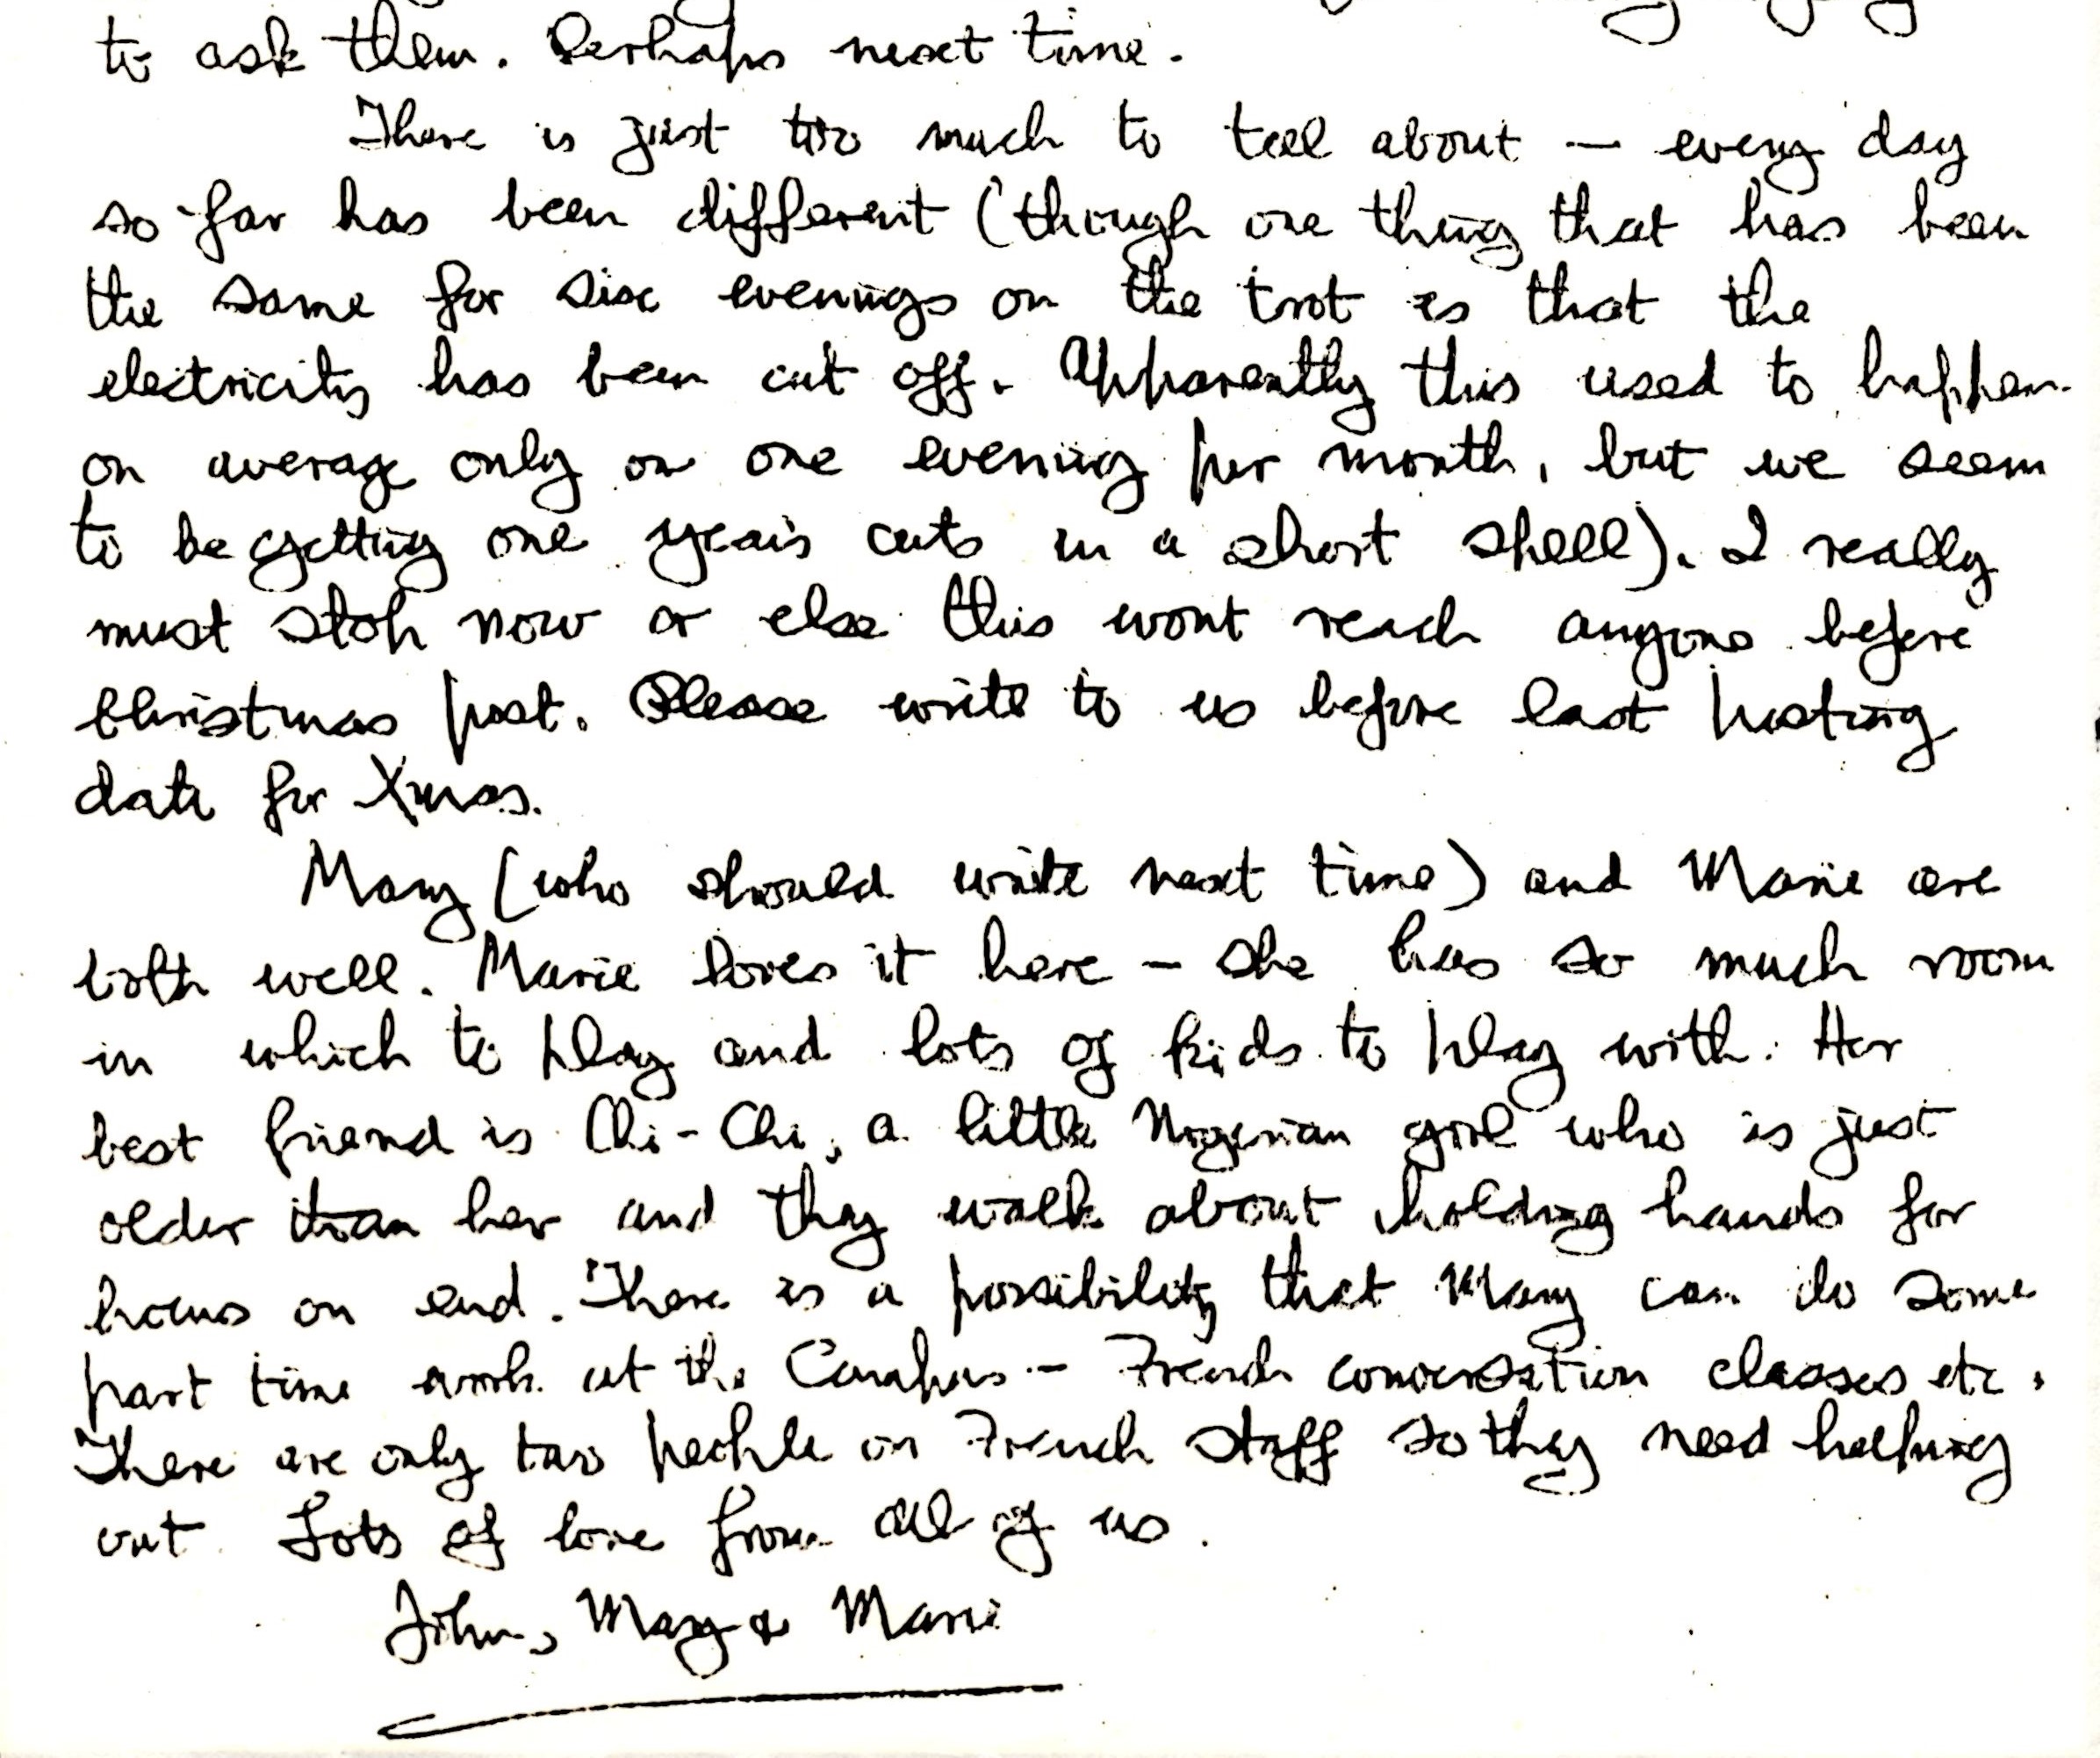 to ask them. Perhaps next time.
There is just too much to tell about — every day
so far has been different (though one thing that has been
the same for six evenings on the trot is that the
electricity has been cut off. Apparently this used to happen
on average only on one evening per month, but we seem
to be getting one years cuts in a short spell). I really
must stop now or else this wont reach anyone before
Christmas post. Please write to us before last posting
date for Xmas.
Mary (who should write next time) and Marie are
both well. Marie loves it here — she has so much room
in which to play and lots of kids to play with. Her
best friend is Chi-Chi, a little Nigerian girl who is just
older than her and they walk about holding hands for
hours on end. There is a possibility that Mary can do some
part time work at the Campus — French conversation classes etc.
There are only two people on French staff so they need helping
out. Lots of love from all of us.
John, Mary & Marie